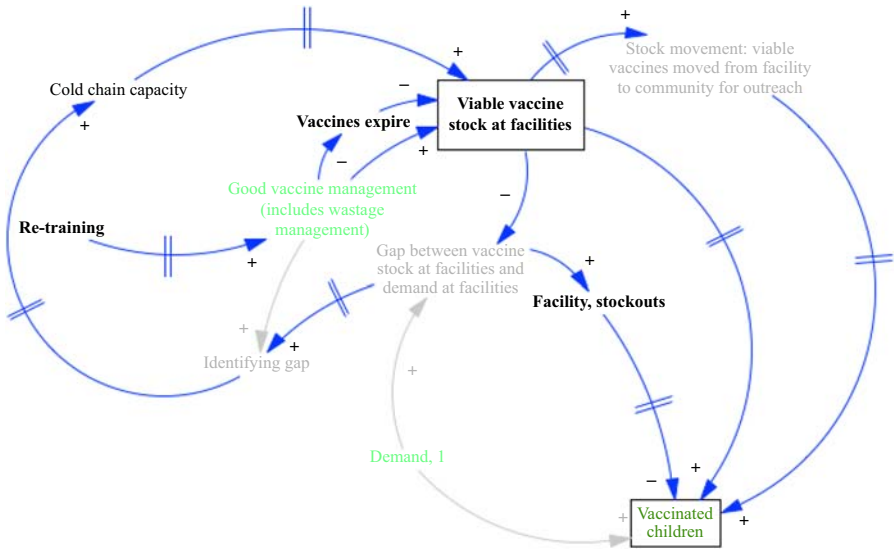 +
+
Stock movement: viable
vaccines moved from facility
to community for outreach
Cold chain capacity
+
–
Viable vaccine
stock at facilities
Vaccines expire
–
+
Good vaccine management
(includes wastage
management)
–
Re-training
+
Gap between vaccine
stock at facilities and
demand at facilities
+
Facility, stockouts
+
+
Identifying gap
+
Demand, 1
–
+
+
Vaccinated
children
+